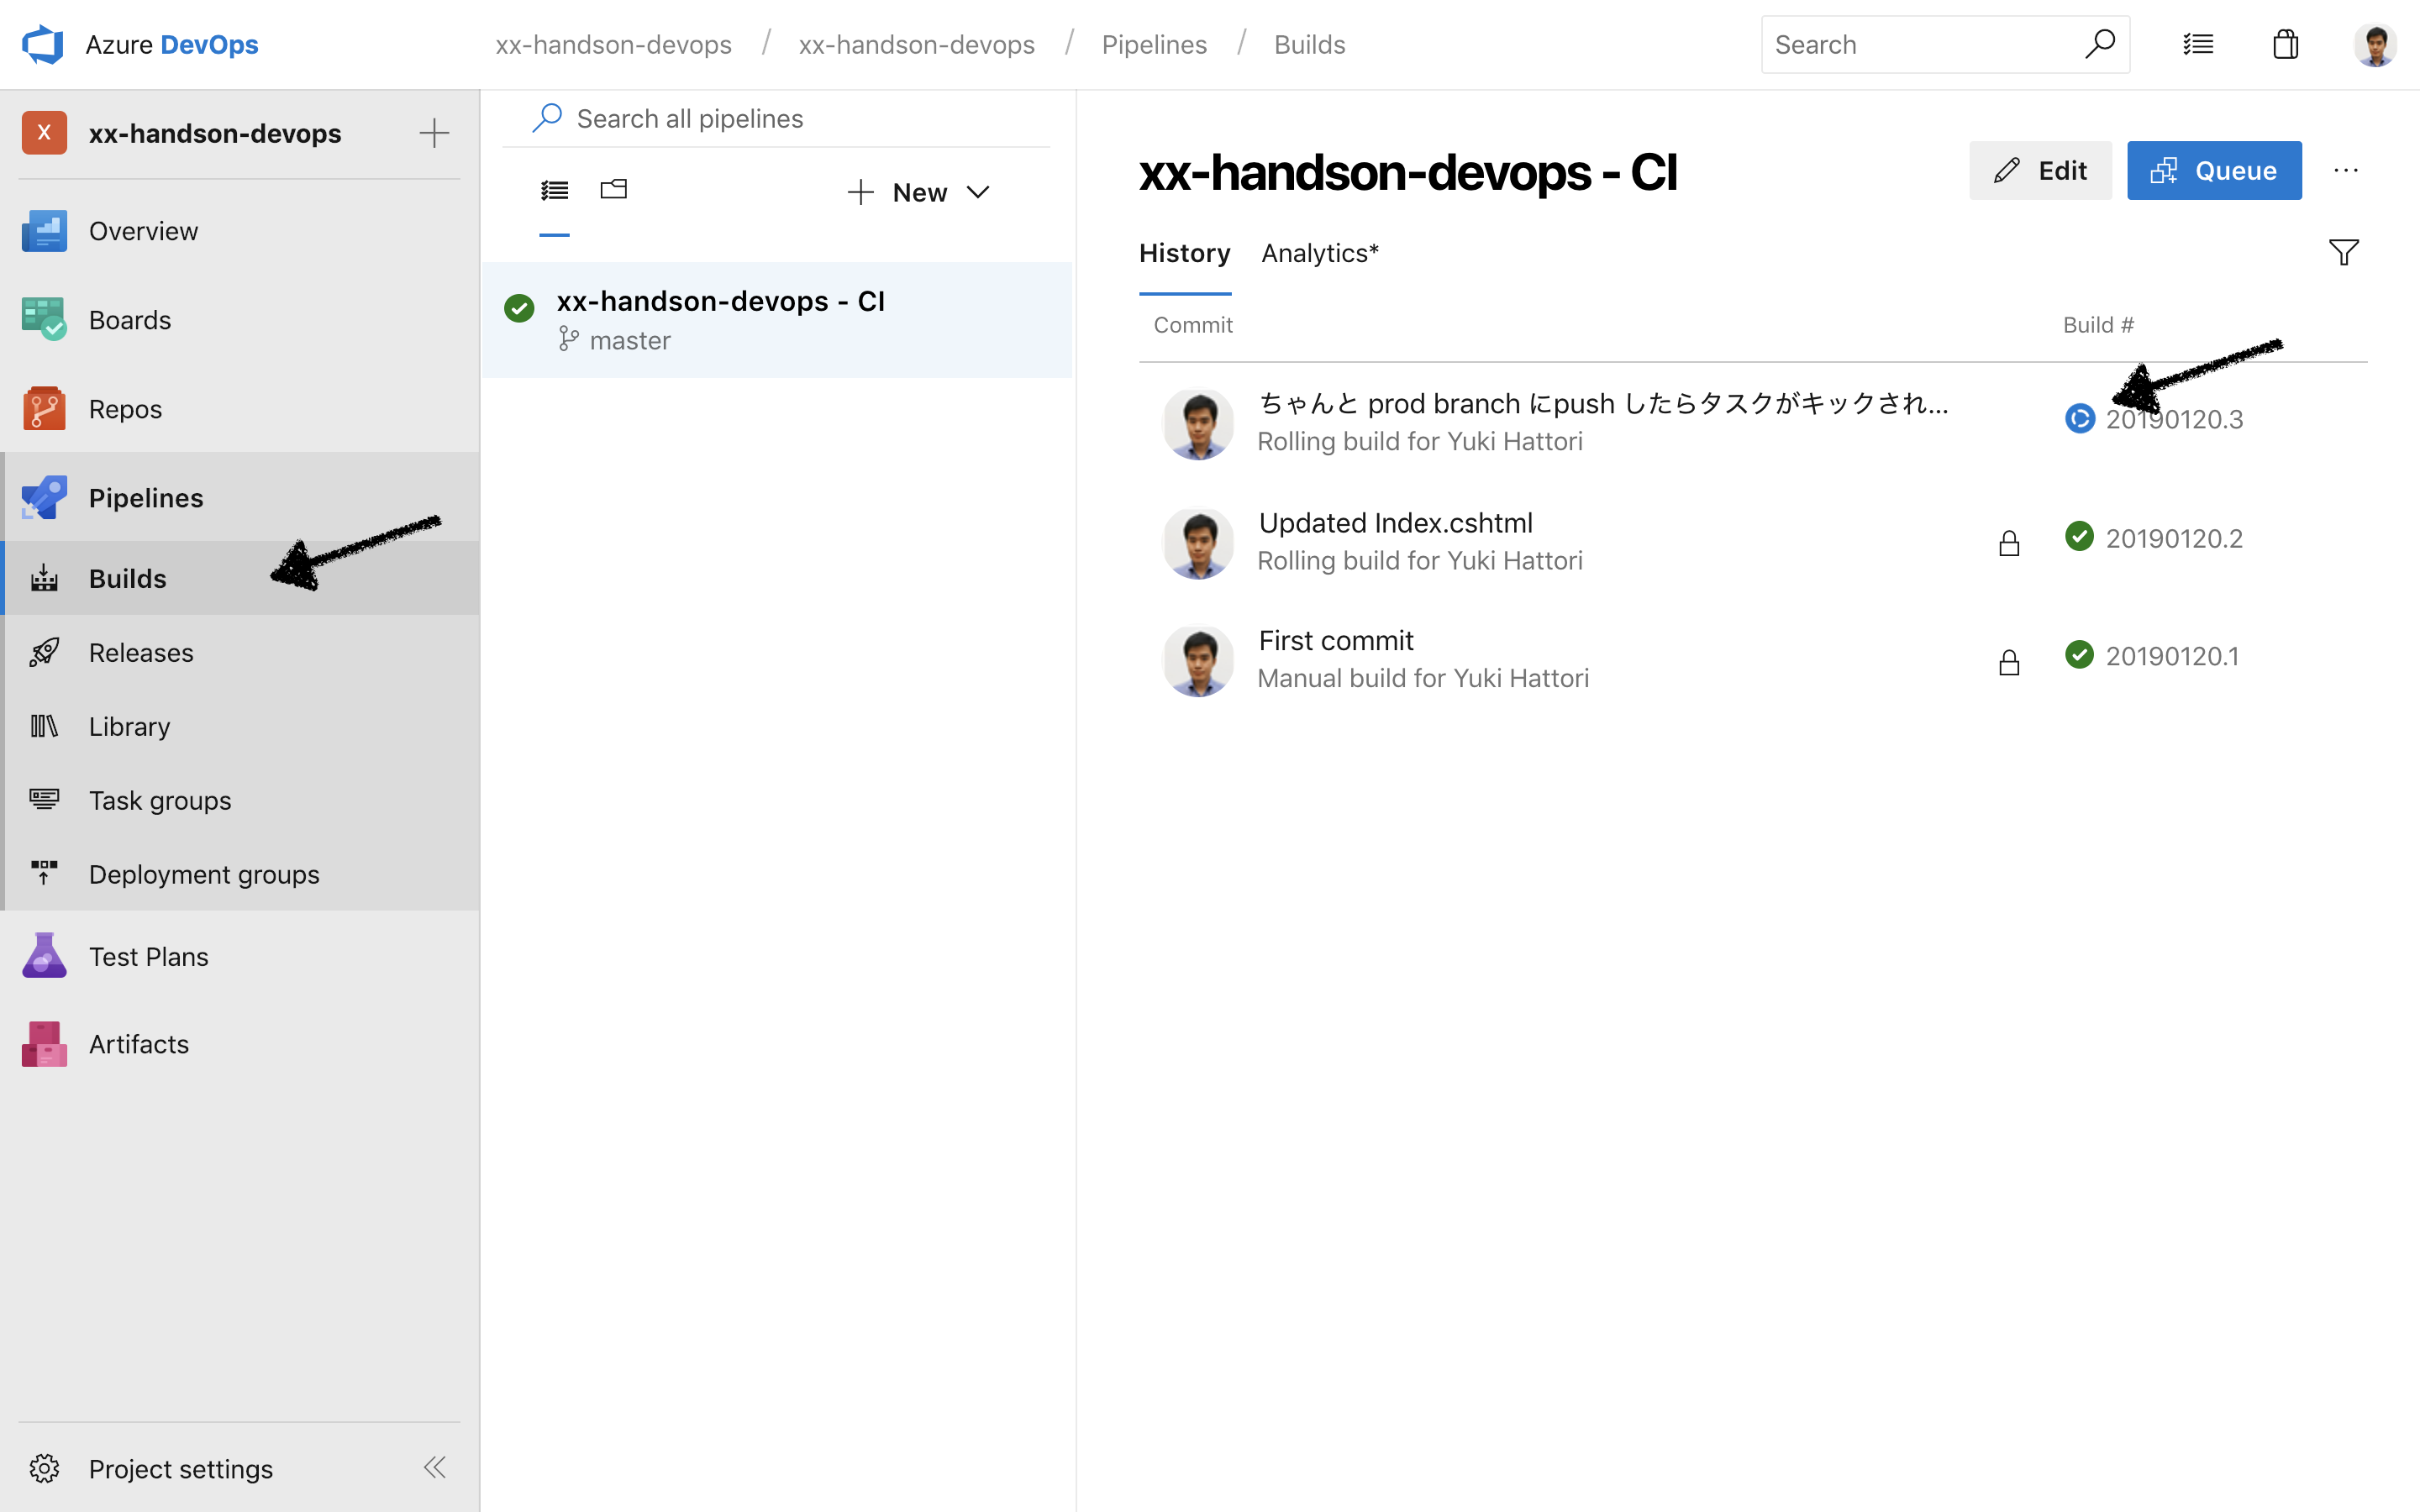 Azure DevOps
xx-handson-devops / xx-handson-devops / Pipelines / Builds
Search
X
xx-handson-devops
Overview
Boards
Repos
Pipelines
Builds
Releases
Library
Task groups
Deployment groups
Test Plans
Artifacts
Project settings
Search all pipelines
New
xx-handson-devops - CI
master
xx-handson-devops - CI
Edit
Queue
History Analytics*
Commit Build #
ちゃんと prod branch にpush したらタスクがキックされ... 20190120.3
Rolling build for Yuki Hattori
Updated Index.cshtml 20190120.2
Rolling build for Yuki Hattori
First commit 20190120.1
Manual build for Yuki Hattori